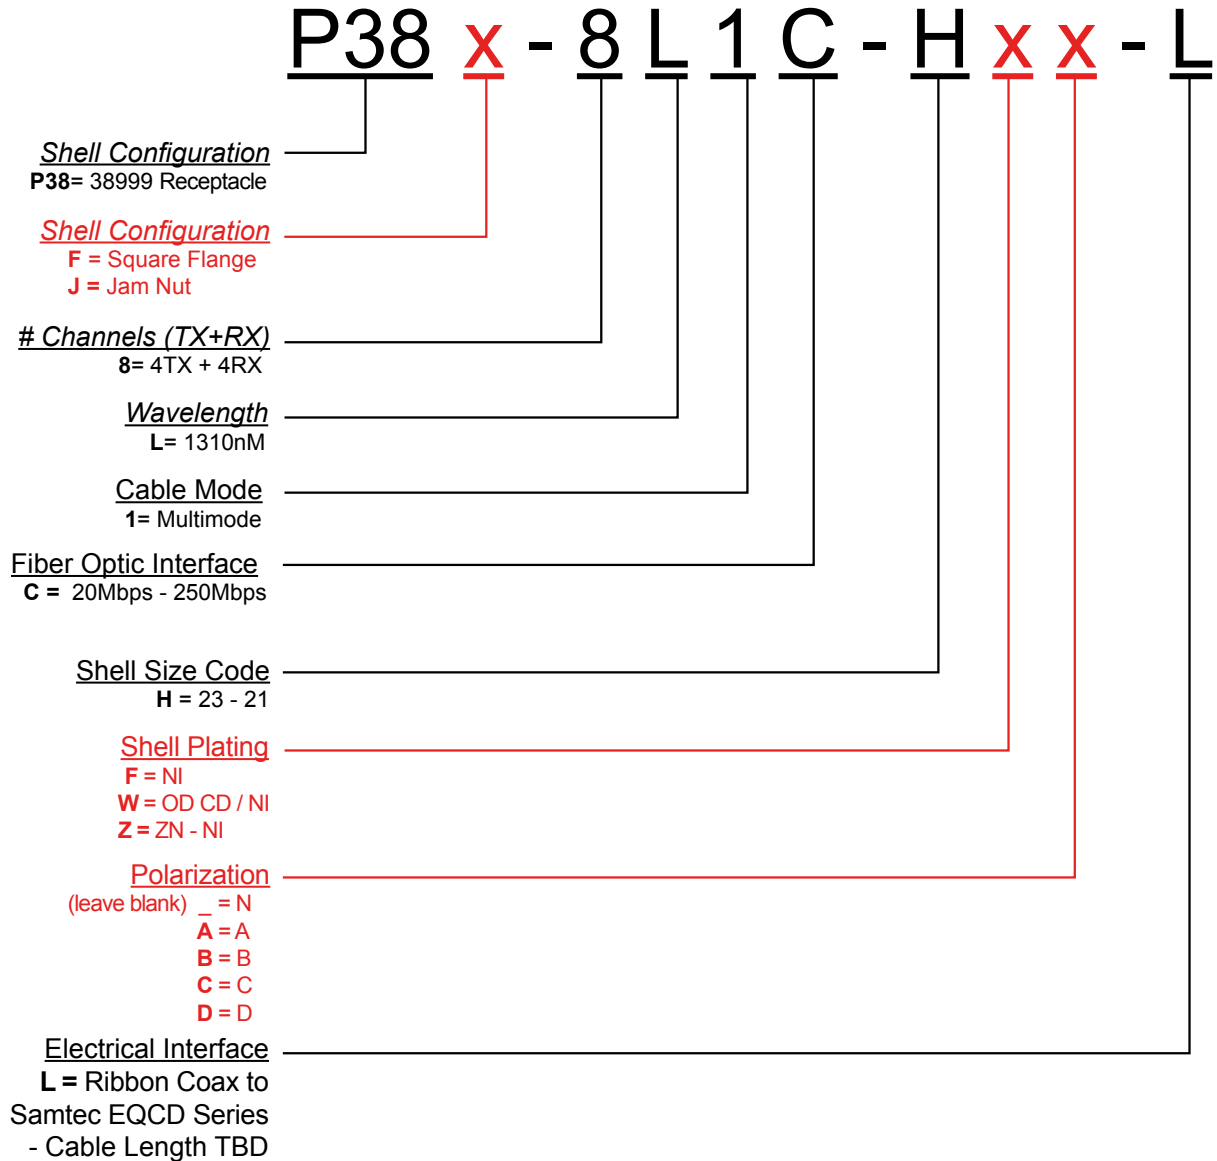 P38 x - 8 L 1 C - H x x - L
Shell Configuration
P38= 38999 Receptacle
Shell Configuration
F = Square Flange
J = Jam Nut
# Channels (TX+RX)
8= 4TX + 4RX
Wavelength
L= 1310nM
Cable Mode
1= Multimode
Fiber Optic Interface
C = 20Mbps - 250Mbps
Shell Size Code
H = 23 - 21
Shell Plating
F = NI
W = OD CD / NI
Z = ZN - NI
Polarization
(leave blank) _ = N
A = A
B = B
C = C
D = D
Electrical Interface
L = Ribbon Coax to
Samtec EQCD Series
- Cable Length TBD